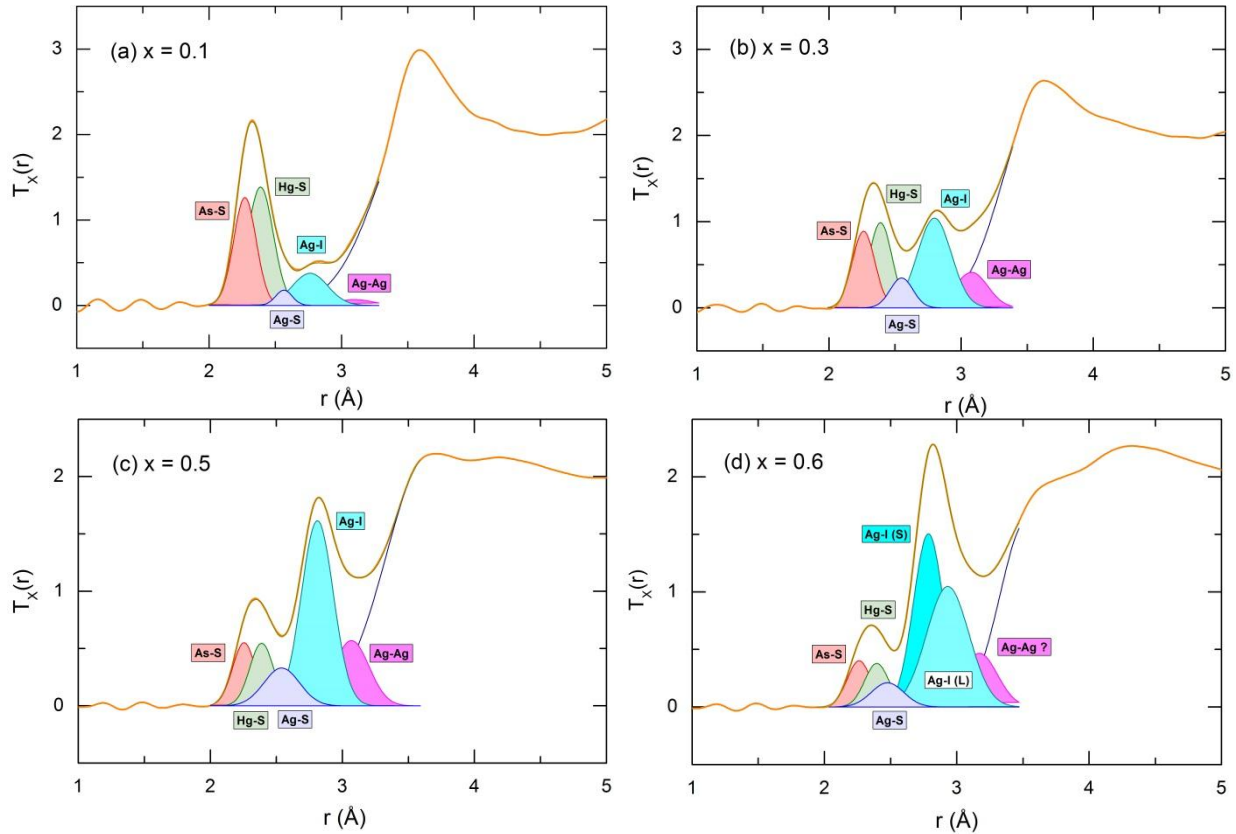 (a) x = 0.1
T_X(r)
3
2
1
0
As-S
Hg-S
Ag-I
Ag-Ag
Ag-S
1 2 3 4 5
r (Å)
(b) x = 0.3
T_X(r)
3
2
1
0
Hg-S
Ag-I
As-S
Ag-Ag
Ag-S
1 2 3 4 5
r (Å)
(c) x = 0.5
T_X(r)
2
1
0
Ag-I
As-S
Ag-Ag
Hg-S Ag-S
1 2 3 4 5
r (Å)
(d) x = 0.6
T_X(r)
2
1
0
Ag-I (S)
Hg-S
As-S
Ag-Ag ?
Ag-I (L)
Ag-S
1 2 3 4 5
r (Å)